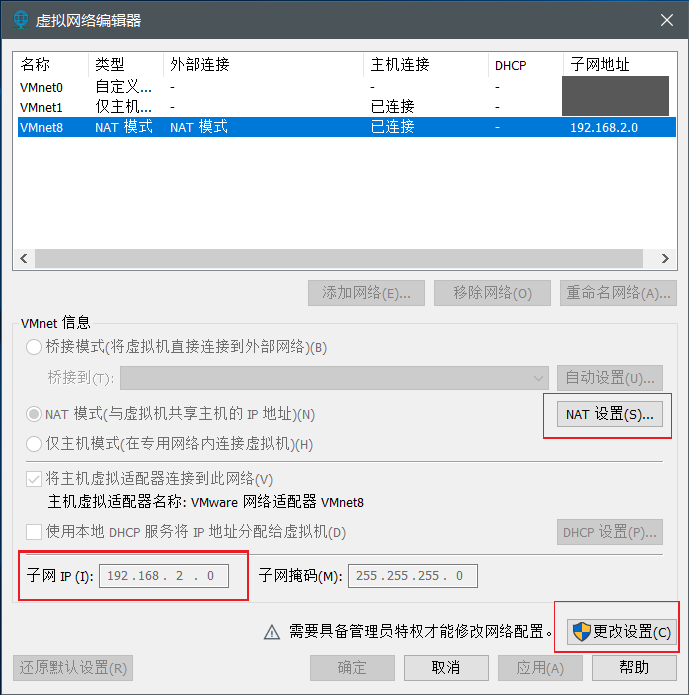 虚拟网络编辑器
名称 类型 外部连接 主机连接 DHCP 子网地址
VMnet0 自定义... - - -
VMnet1 仅主机... - 已连接 -
VMnet8 NAT 模式 NAT 模式 已连接 - 192.168.2.0
添加网络(E)... 移除网络(O) 重命名网络(A)...
VMnet 信息
桥接模式(将虚拟机直接连接到外部网络)(B)
桥接到(T): 自动设置(U)...
NAT 模式(与虚拟机共享主机的 IP 地址)(N) NAT 设置(S)...
仅主机模式(在专用网络内连接虚拟机)(H)
将主机虚拟适配器连接到此网络(V)
主机虚拟适配器名称: VMware 网络适配器 VMnet8
使用本地 DHCP 服务将 IP 地址分配给虚拟机(D) DHCP 设置(P)...
子网 IP (I): 192.168. 2 . 0 子网掩码(M): 255.255.255. 0
需要具备管理员特权才能修改网络配置。 更改设置(C)
还原默认设置(R) 确定 取消 应用(A) 帮助